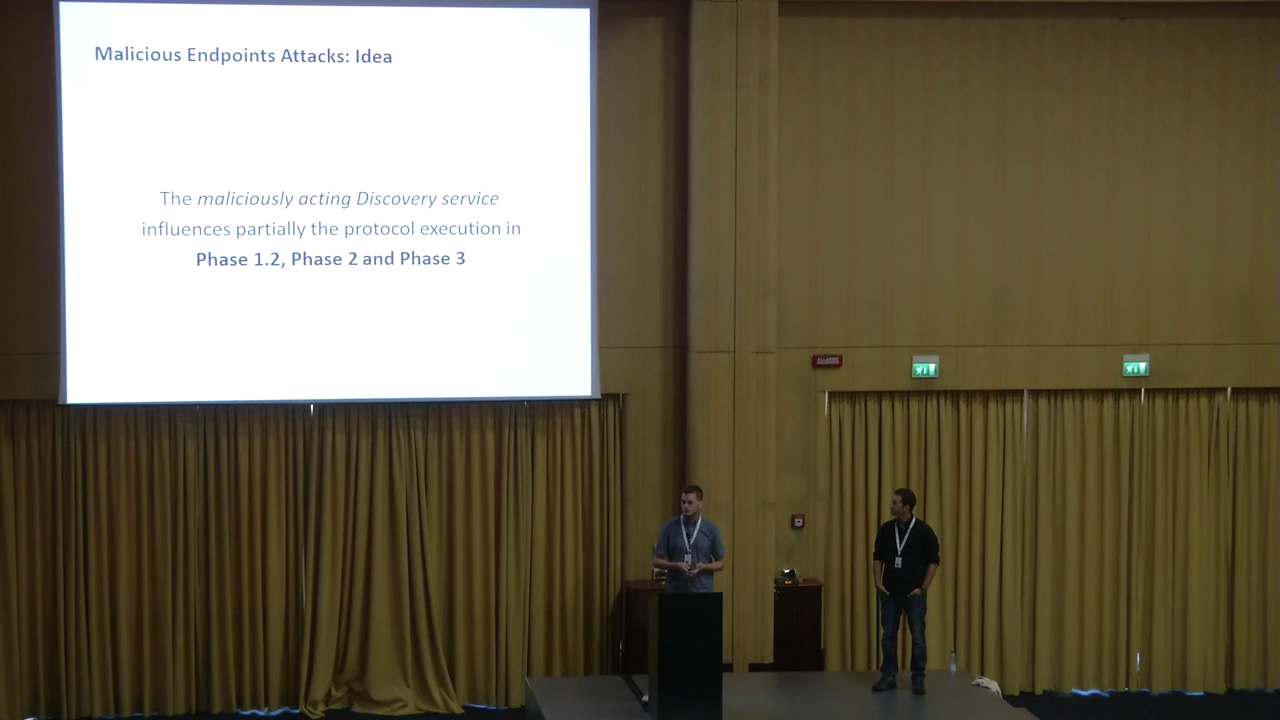 Malicious Endpoints Attacks: Idea
The maliciously acting Discovery service
influences partially the protocol execution in
Phase 1.2, Phase 2 and Phase 3
ALLARME